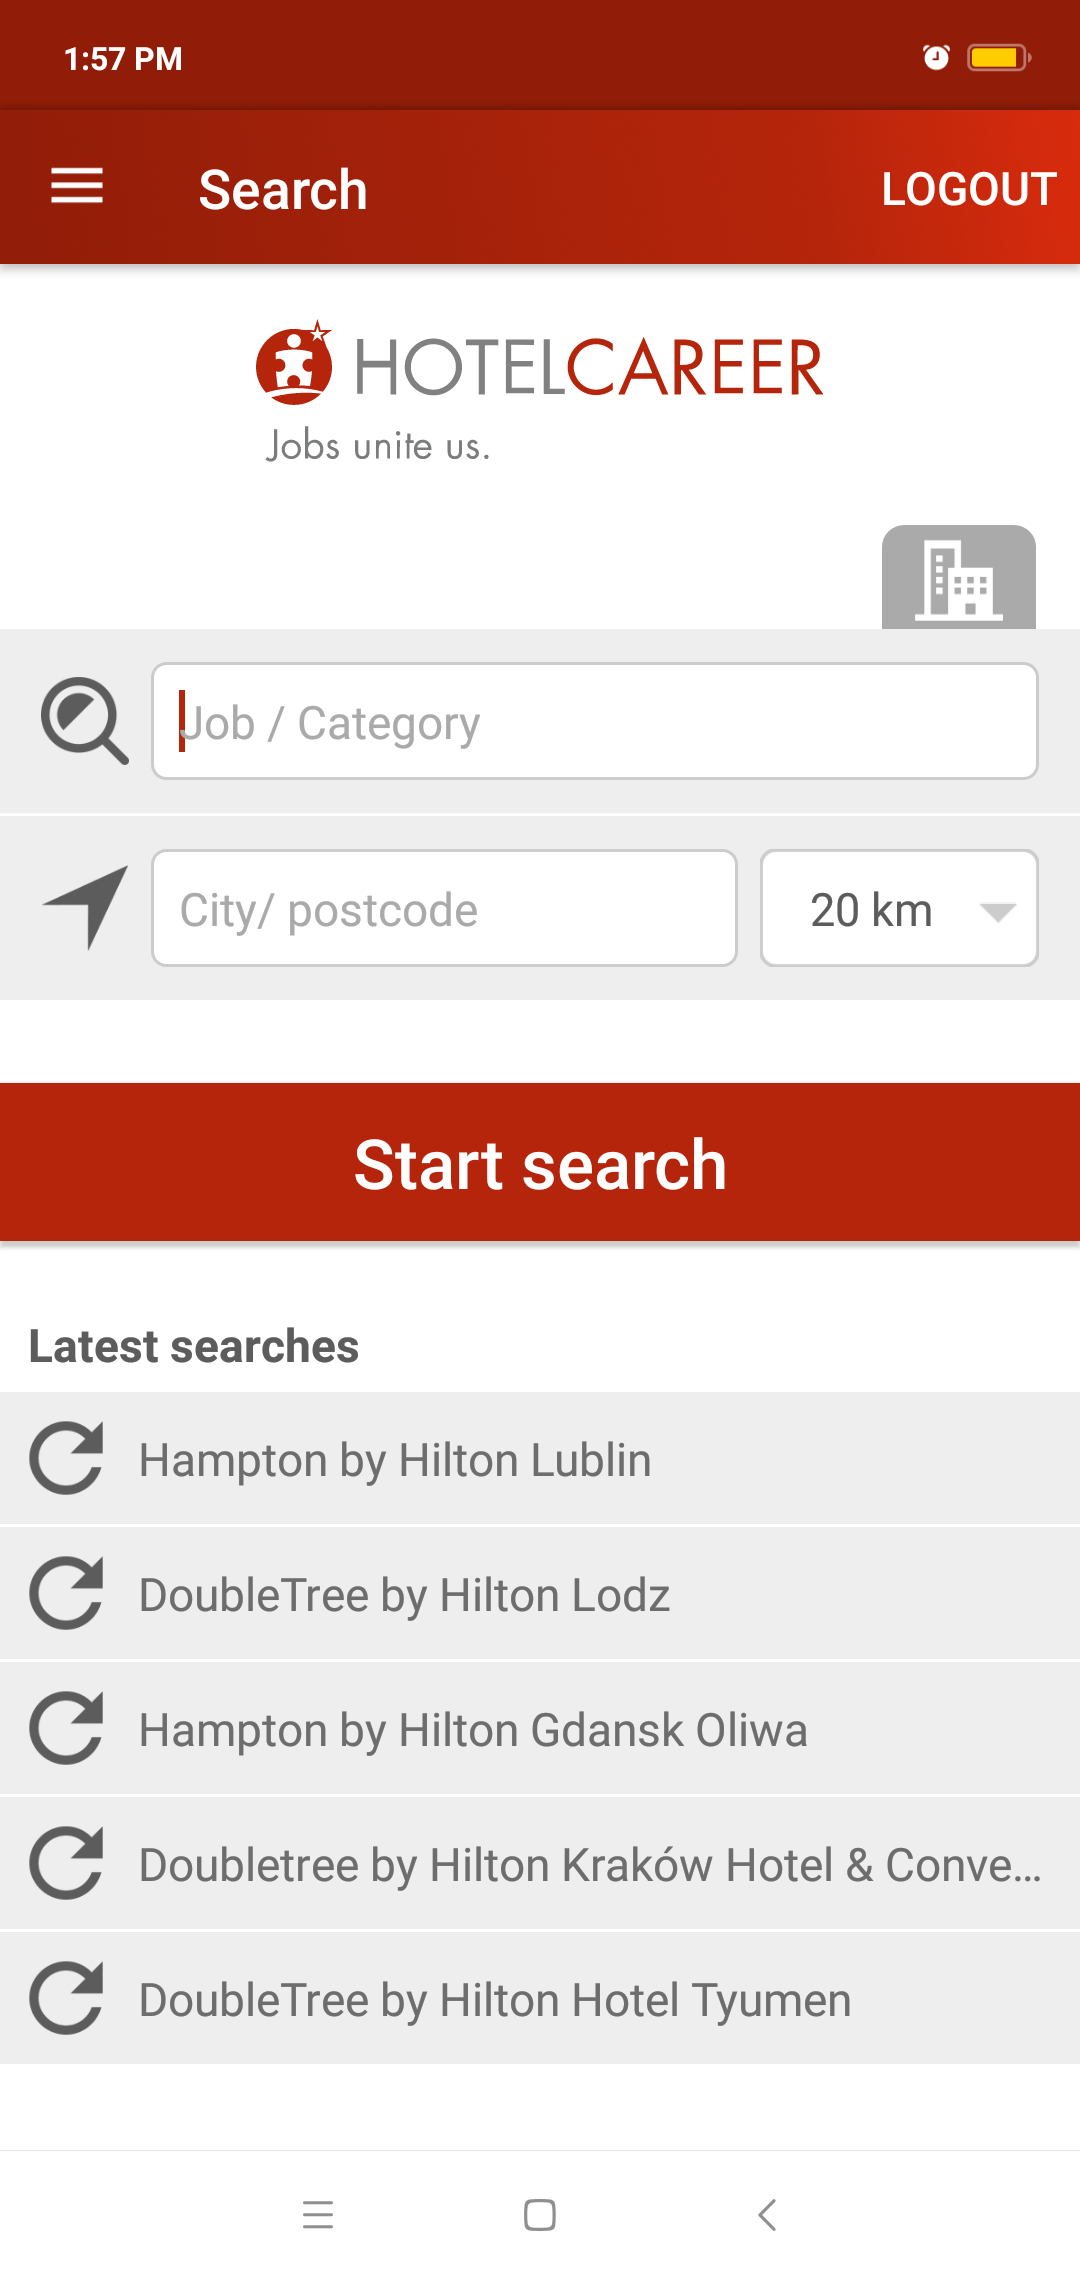 1:57 PM
Search
LOGOUT
HOTELCAREER
Jobs unite us.
Job / Category
City/ postcode
20 km
Start search
Latest searches
Hampton by Hilton Lublin
DoubleTree by Hilton Lodz
Hampton by Hilton Gdansk Oliwa
Doubletree by Hilton Kraków Hotel & Conve...
DoubleTree by Hilton Hotel Tyumen